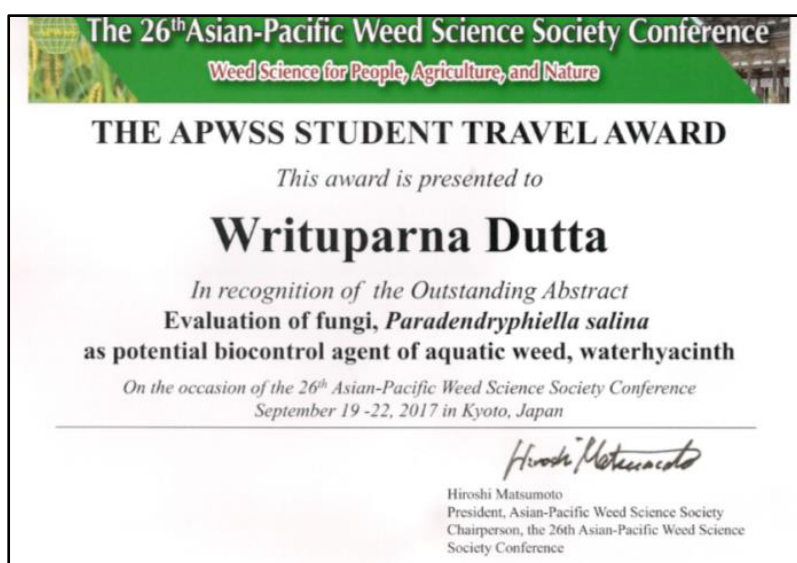 The 26th Asian-Pacific Weed Science Society Conference
Weed Science for People, Agriculture, and Nature
THE APWSS STUDENT TRAVEL AWARD
This award is presented to
Writuparna Dutta
In recognition of the Outstanding Abstract
Evaluation of fungi, Paradendryphiella salina
as potential biocontrol agent of aquatic weed, waterhyacinth
On the occasion of the 26th Asian-Pacific Weed Science Society Conference
September 19 -22, 2017 in Kyoto, Japan
Hiroshi Matsumoto
Hiroshi Matsumoto
President, Asian-Pacific Weed Science Society
Chairperson, the 26th Asian-Pacific Weed Science
Society Conference